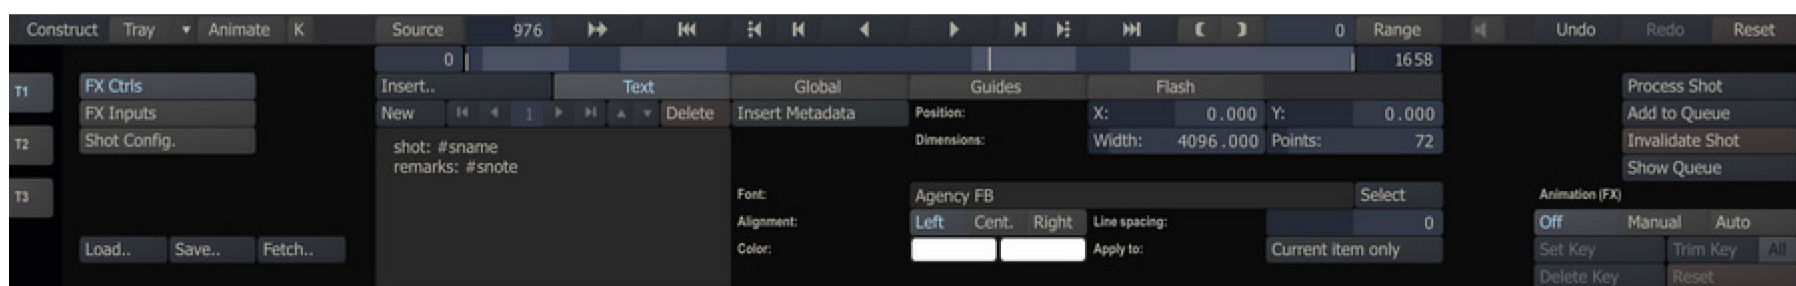 Construct Tray Animate K Source 976 0 Range Undo Redo Reset
0 1658
T1 FX Ctrls Insert.. Text Global Guides Flash Process Shot
FX Inputs New 1 Delete Insert Metadata Position: X: 0.000 Y: 0.000 Add to Queue
T2 Shot Config. shot: #sname Dimensions: Width: 4096.000 Points: 72 Invalidate Shot
remarks: #snote Show Queue
T3 Font: Agency FB Select Animation (FX)
Alignment: Left Cent. Right Line spacing: 0 Off Manual Auto
Load.. Save.. Fetch.. Color: Apply to: Current item only Set Key Trim Key All
Delete Key Reset